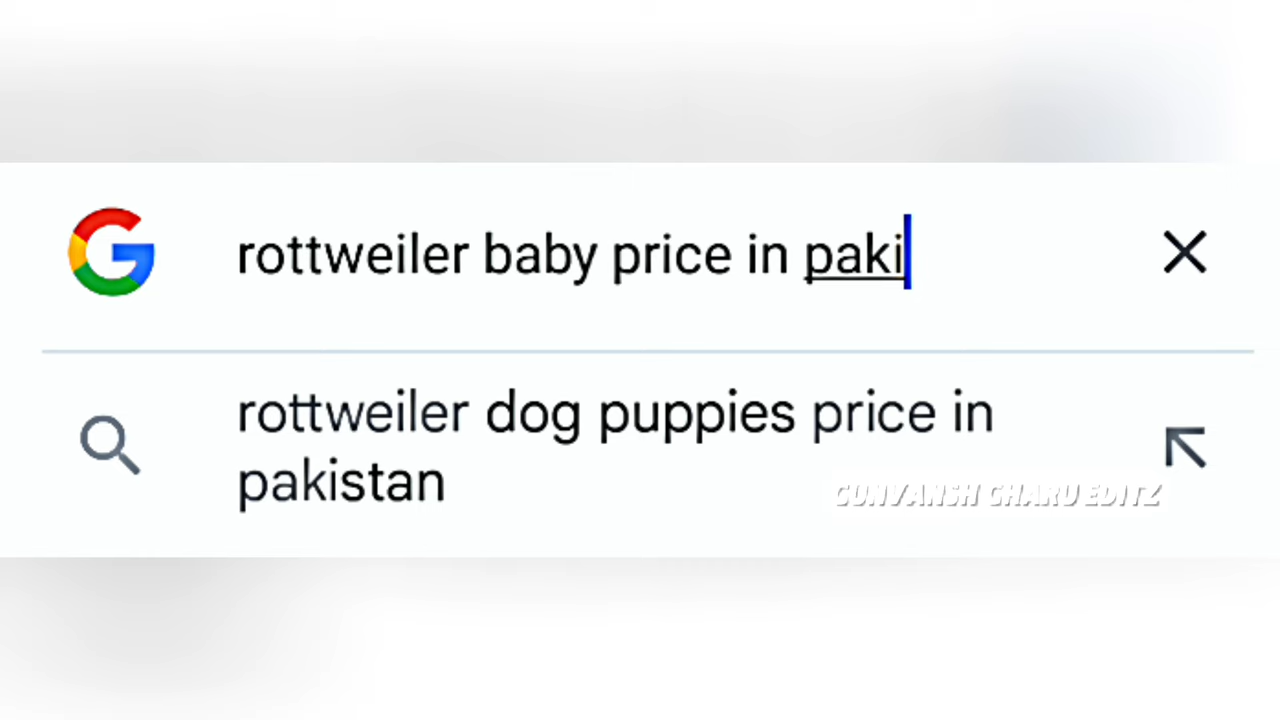 rottweiler baby price in paki
rottweiler dog puppies price in
pakistan
GUNVANSH CHARU EDITZ